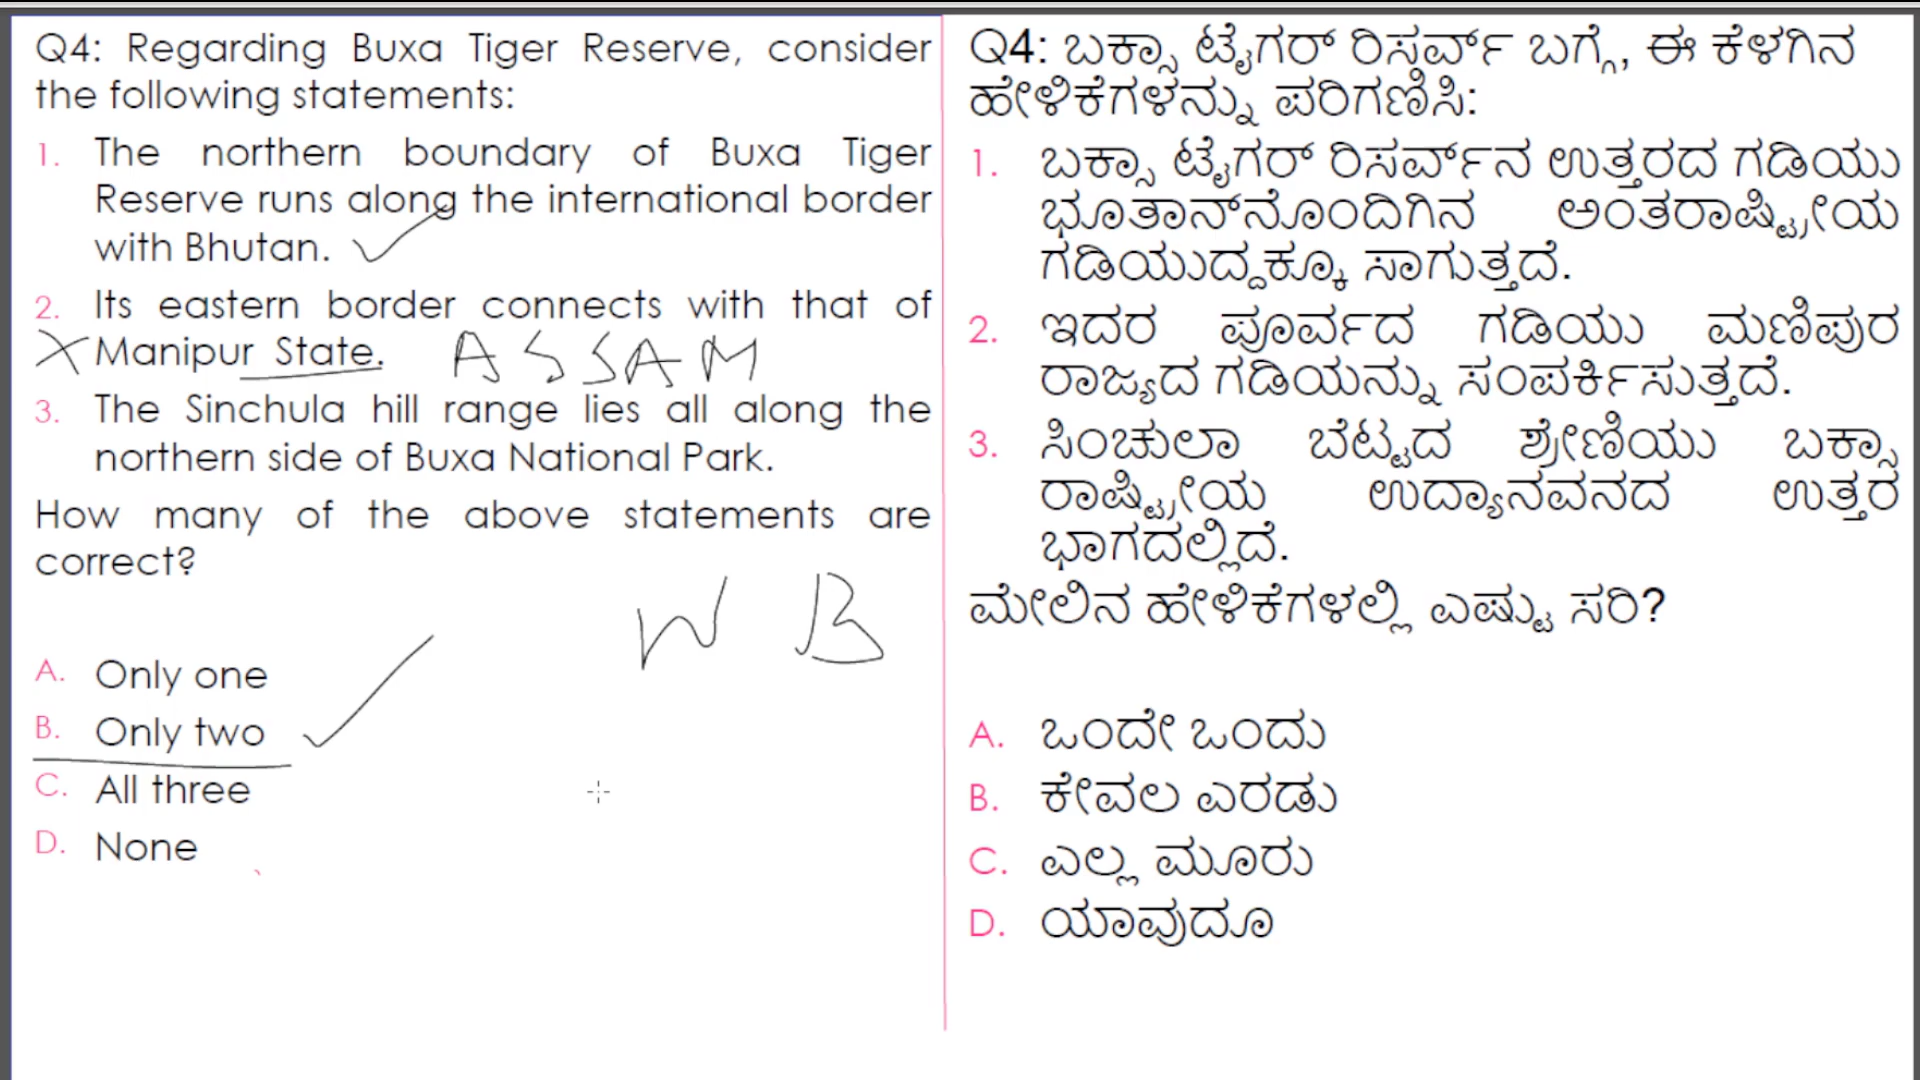 Q4: Regarding Buxa Tiger Reserve, consider
the following statements:
1. The northern boundary of Buxa Tiger
Reserve runs along the international border
with Bhutan.
2. Its eastern border connects with that of
Manipur State. ASSAM
3. The Sinchula hill range lies all along the
northern side of Buxa National Park.
How many of the above statements are
correct?
W B
A. Only one
B. Only two
C. All three
D. None
Q4: ಬಕ್ಸಾ ಟೈಗರ್ ರಿಸರ್ವ್ ಬಗ್ಗೆ, ಈ ಕೆಳಗಿನ
ಹೇಳಿಕೆಗಳನ್ನು ಪರಿಗಣಿಸಿ:
1. ಬಕ್ಸಾ ಟೈಗರ್ ರಿಸರ್ವ್‌ನ ಉತ್ತರದ ಗಡಿಯು
ಭೂತಾನ್‌ನೊಂದಿಗಿನ ಅಂತರಾಷ್ಟ್ರೀಯ
ಗಡಿಯುದ್ದಕ್ಕೂ ಸಾಗುತ್ತದೆ.
2. ಇದರ ಪೂರ್ವದ ಗಡಿಯು ಮಣಿಪುರ
ರಾಜ್ಯದ ಗಡಿಯನ್ನು ಸಂಪರ್ಕಿಸುತ್ತದೆ.
3. ಸಿಂಚುಲಾ ಬೆಟ್ಟದ ಶ್ರೇಣಿಯು ಬಕ್ಸಾ
ರಾಷ್ಟ್ರೀಯ ಉದ್ಯಾನವನದ ಉತ್ತರ
ಭಾಗದಲ್ಲಿದೆ.
ಮೇಲಿನ ಹೇಳಿಕೆಗಳಲ್ಲಿ ಎಷ್ಟು ಸರಿ?
A. ಒಂದೇ ಒಂದು
B. ಕೇವಲ ಎರಡು
C. ಎಲ್ಲ ಮೂರು
D. ಯಾವುದೂ